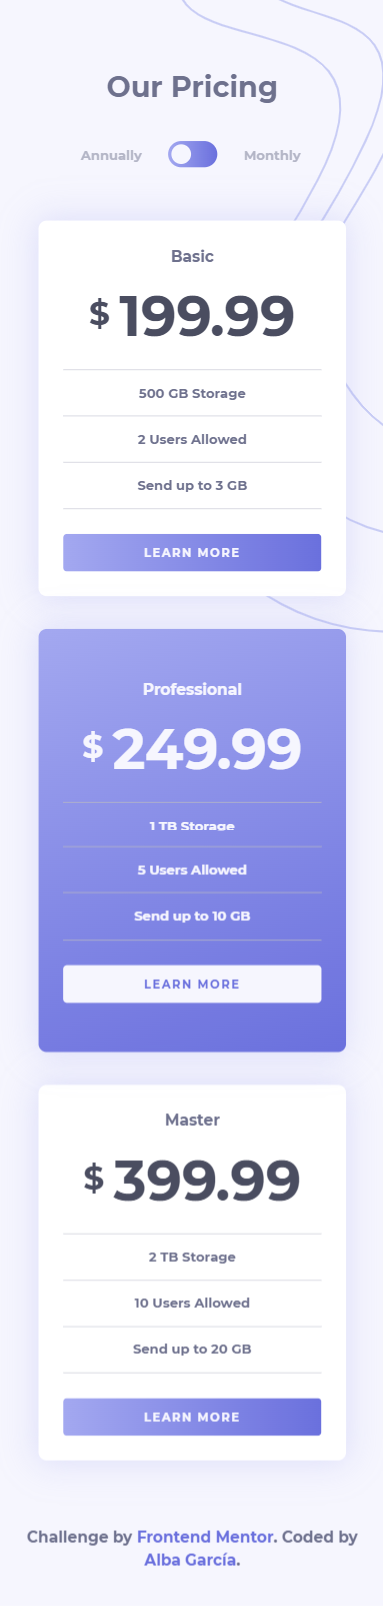 Our Pricing
Annually Monthly
Basic
$ 199.99
500 GB Storage
2 Users Allowed
Send up to 3 GB
LEARN MORE
Professional
$ 249.99
1 TB Storage
5 Users Allowed
Send up to 10 GB
LEARN MORE
Master
$ 399.99
2 TB Storage
10 Users Allowed
Send up to 20 GB
LEARN MORE
Challenge by Frontend Mentor. Coded by
Alba García.